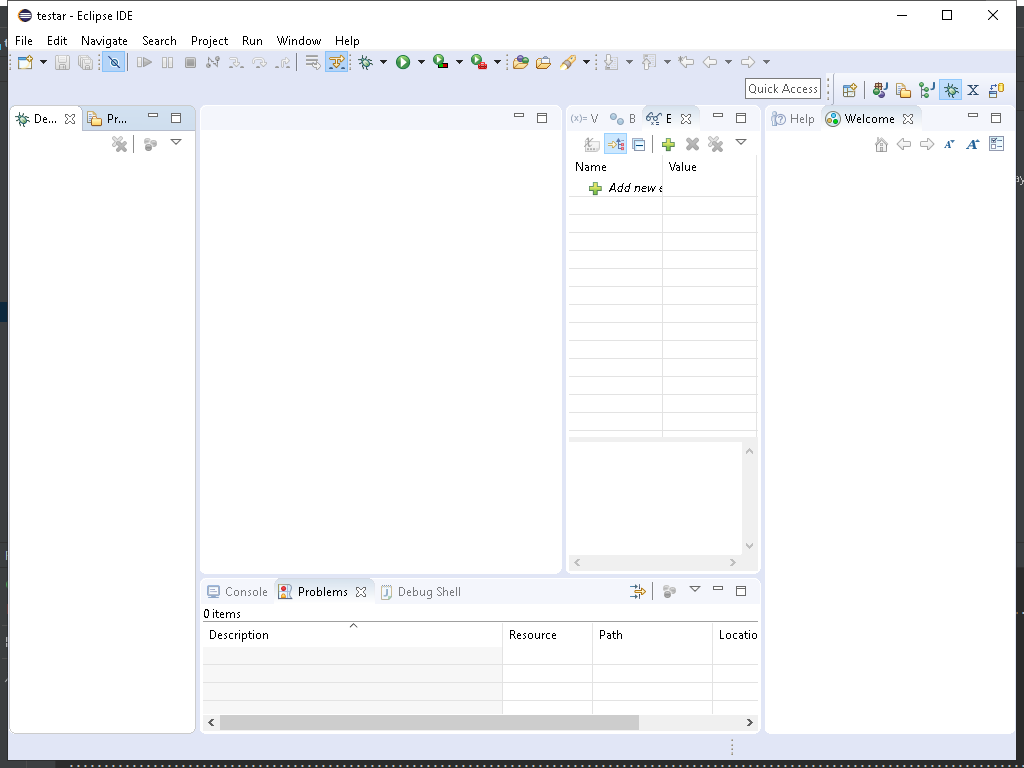 testar - Eclipse IDE
File Edit Navigate Search Project Run Window Help
Quick Access
De... Pr... (x)= V B E Help Welcome
Name Value
Add new e
Console Problems Debug Shell
0 items
Description Resource Path Locatio